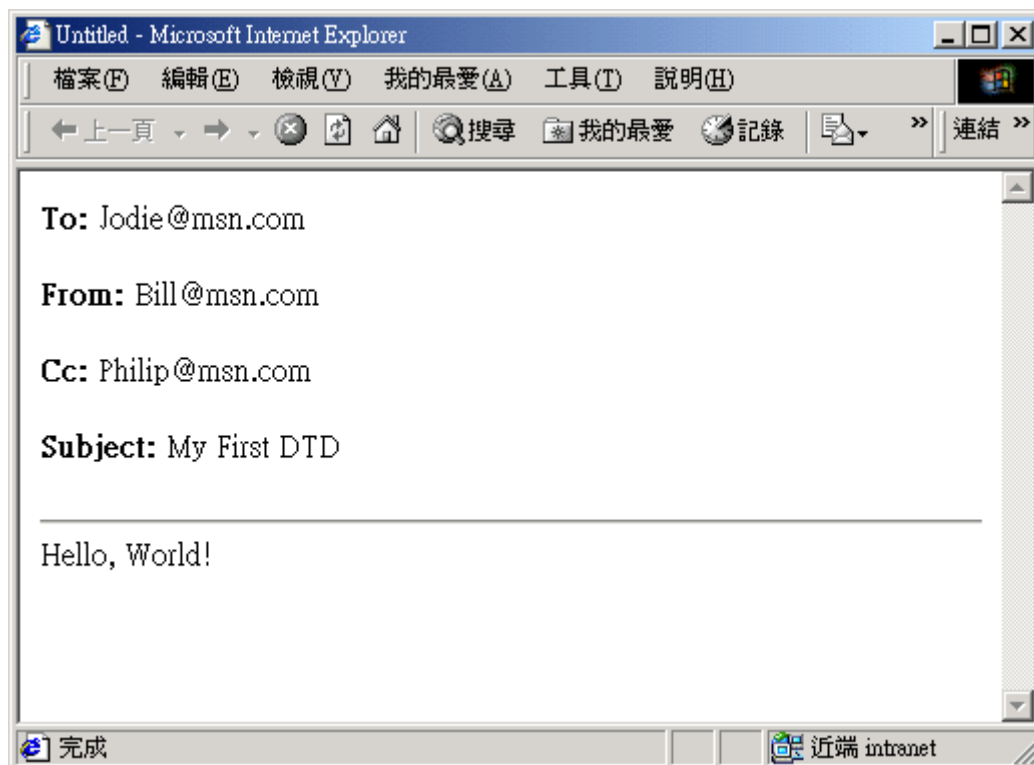 Untitled - Microsoft Internet Explorer
檔案(F) 編輯(E) 檢視(V) 我的最愛(A) 工具(T) 說明(H)
上一頁 搜尋 我的最愛 記錄 » 連結 »
To: Jodie@msn.com
From: Bill@msn.com
Cc: Philip@msn.com
Subject: My First DTD
Hello, World!
完成 近端 intranet